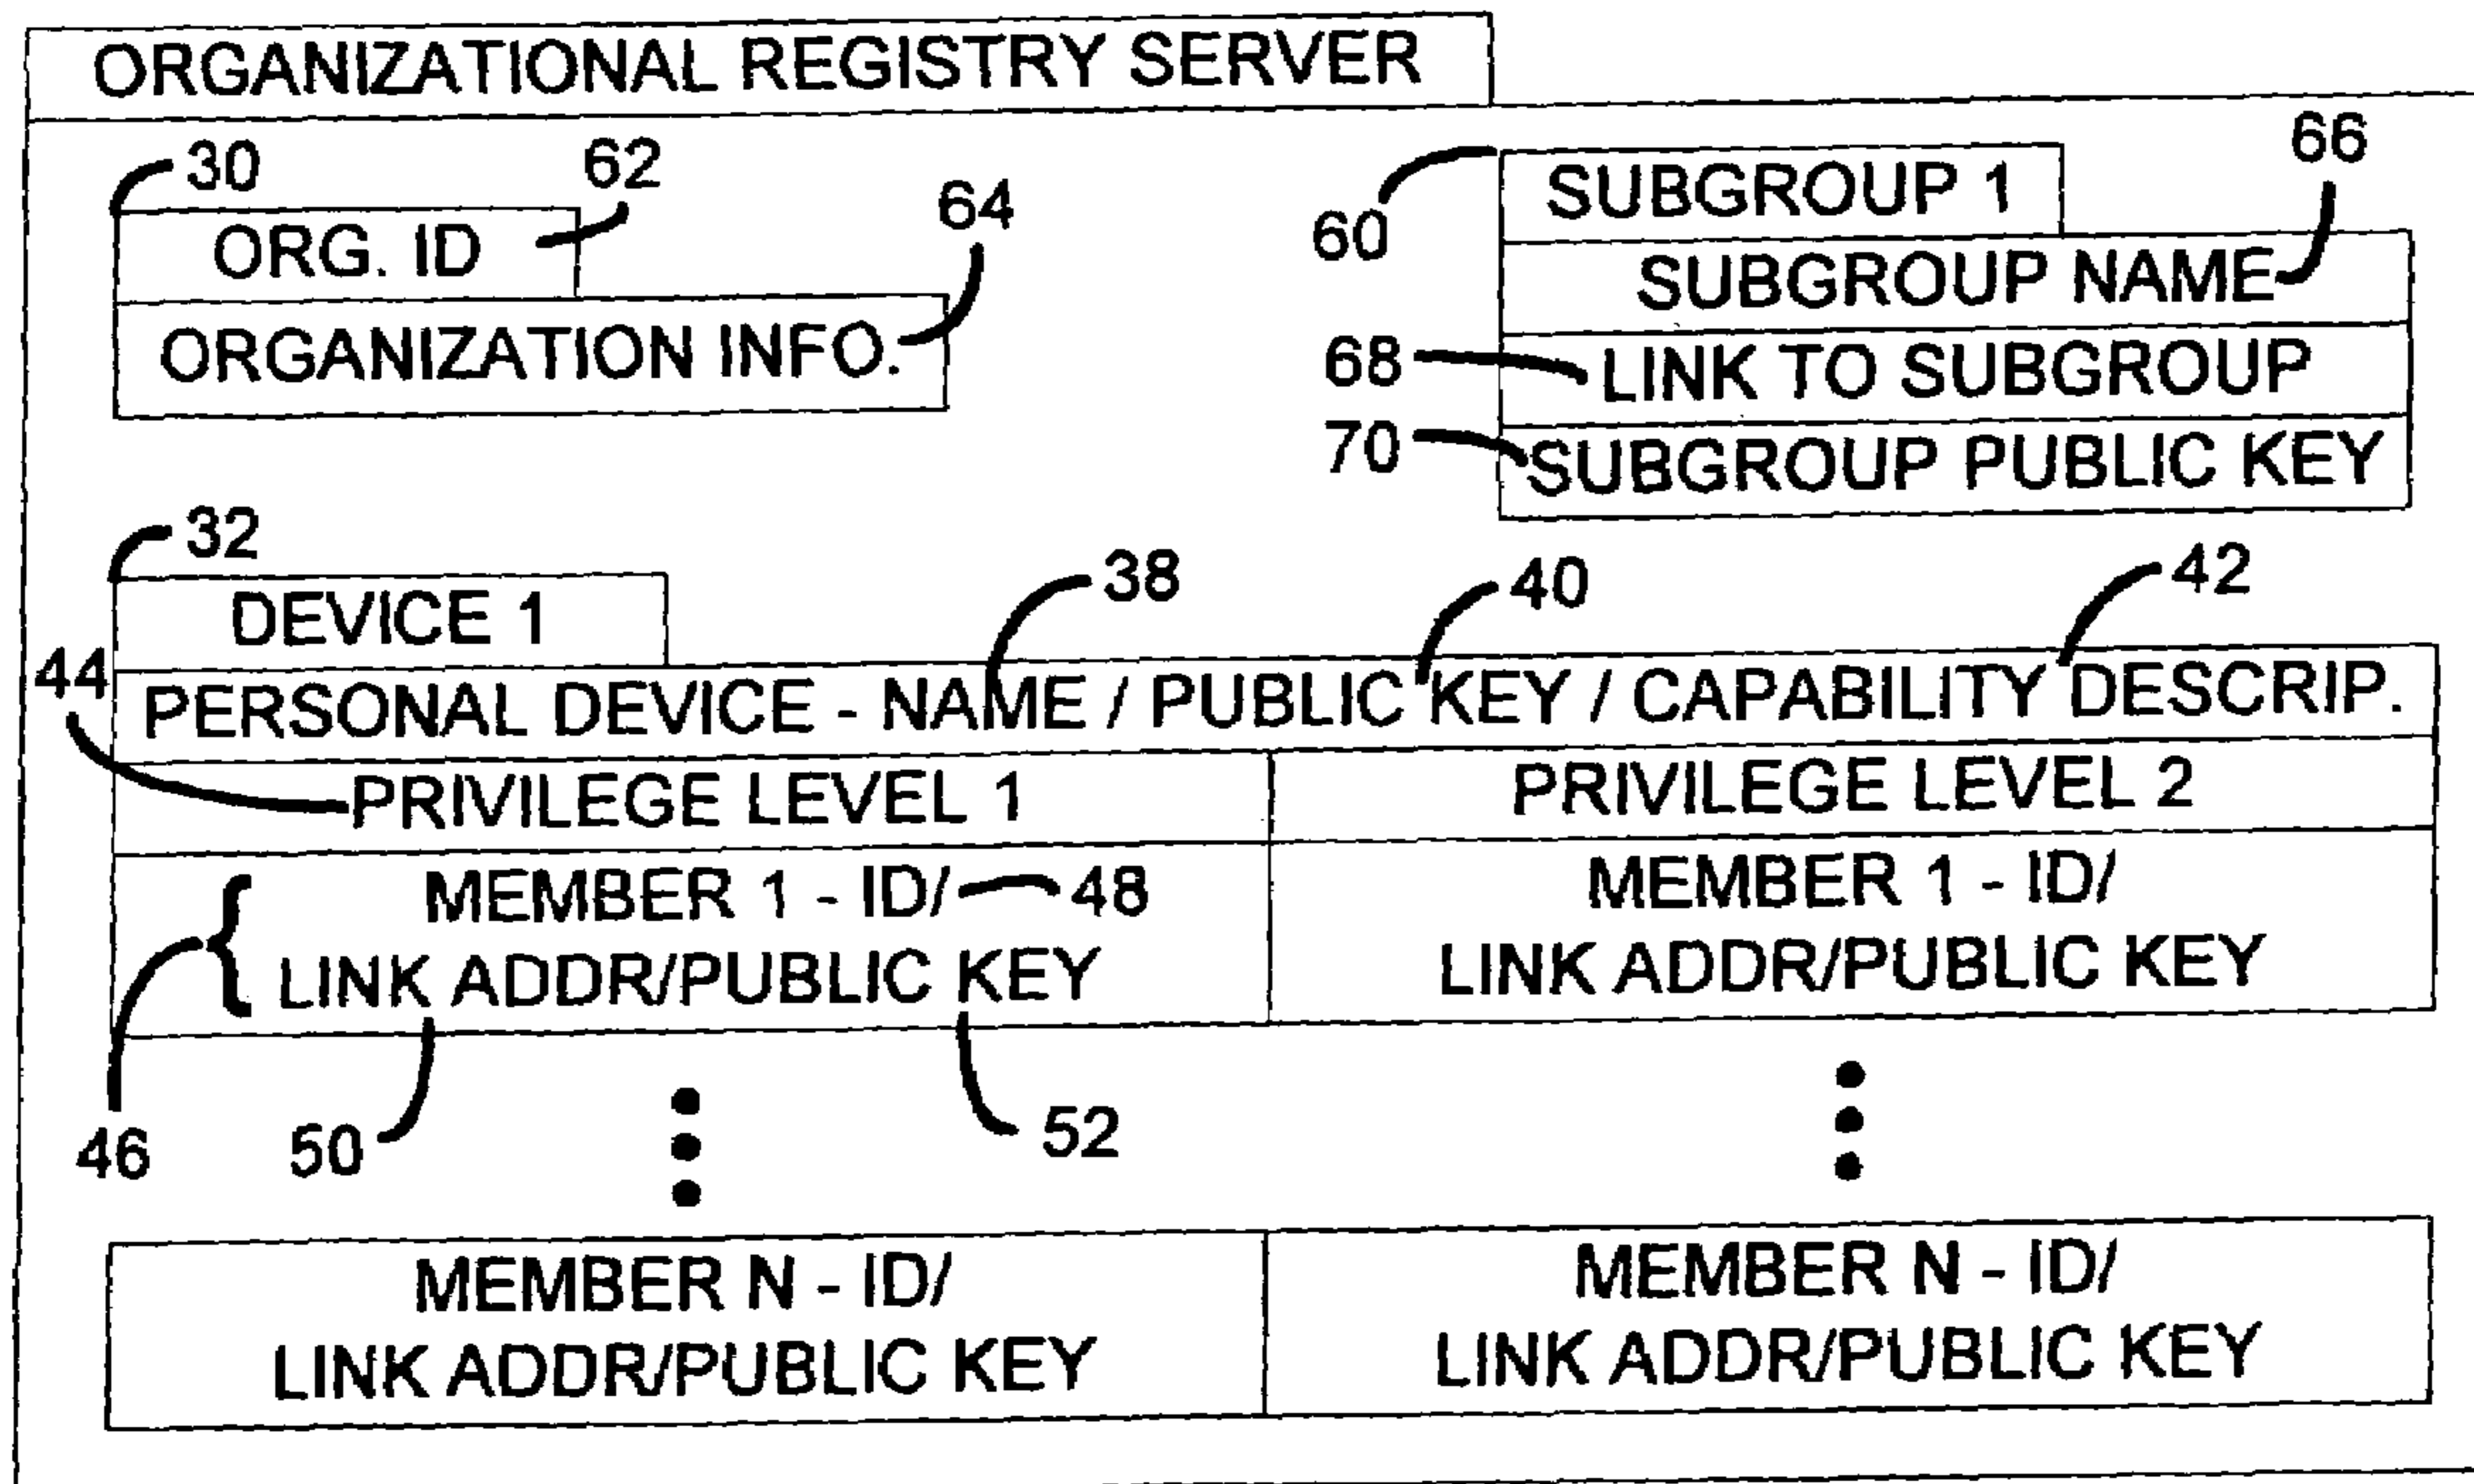 ORGANIZATIONAL REGISTRY SERVER
30
62
64
ORG. ID
ORGANIZATION INFO.
66
60
SUBGROUP 1
SUBGROUP NAME
68
LINK TO SUBGROUP
70
SUBGROUP PUBLIC KEY
32
38
40
42
DEVICE 1
44
PERSONAL DEVICE - NAME / PUBLIC KEY / CAPABILITY DESCRIP.
PRIVILEGE LEVEL 1
PRIVILEGE LEVEL 2
MEMBER 1 - ID/
48
LINK ADDR/PUBLIC KEY
MEMBER 1 - ID/
LINK ADDR/PUBLIC KEY
46
50
52
MEMBER N - ID/
LINK ADDR/PUBLIC KEY
MEMBER N - ID/
LINK ADDR/PUBLIC KEY